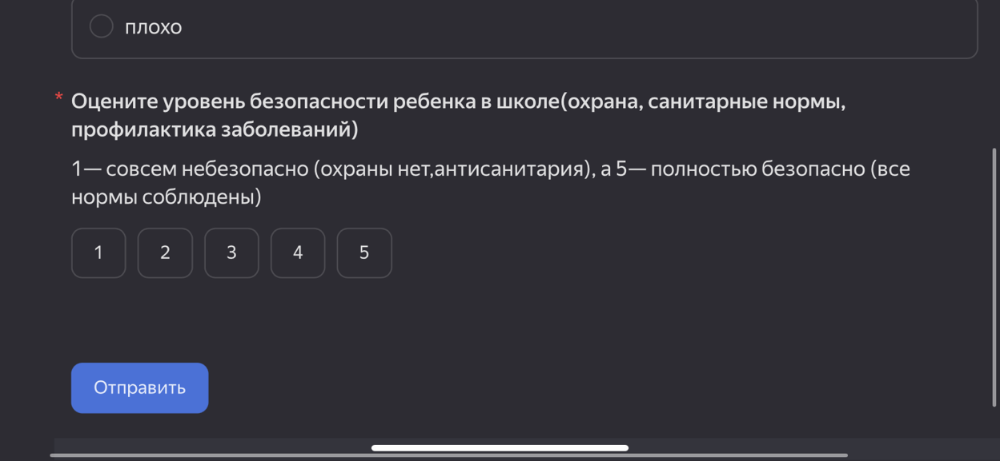 плохо
* Оцените уровень безопасности ребенка в школе(охрана, санитарные нормы,
профилактика заболеваний)
1— совсем небезопасно (охраны нет,антисанитария), а 5— полностью безопасно (все
нормы соблюдены)
1 2 3 4 5
Отправить